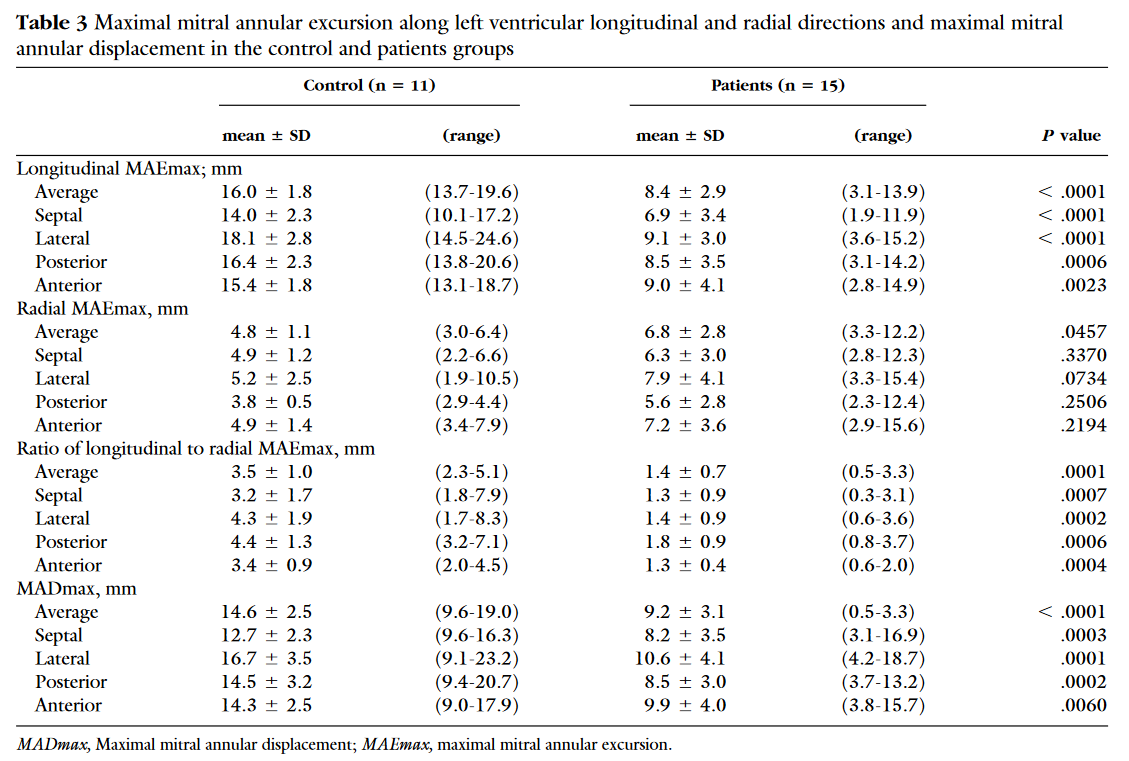 Table 3 Maximal mitral annular excursion along left ventricular longitudinal and radial directions and maximal mitral
annular displacement in the control and patients groups
Control (n = 11) Patients (n = 15)
mean ± SD (range) mean ± SD (range) P value
Longitudinal MAEmax; mm
Average 16.0 ± 1.8 (13.7-19.6) 8.4 ± 2.9 (3.1-13.9) < .0001
Septal 14.0 ± 2.3 (10.1-17.2) 6.9 ± 3.4 (1.9-11.9) < .0001
Lateral 18.1 ± 2.8 (14.5-24.6) 9.1 ± 3.0 (3.6-15.2) < .0001
Posterior 16.4 ± 2.3 (13.8-20.6) 8.5 ± 3.5 (3.1-14.2) .0006
Anterior 15.4 ± 1.8 (13.1-18.7) 9.0 ± 4.1 (2.8-14.9) .0023
Radial MAEmax, mm
Average 4.8 ± 1.1 (3.0-6.4) 6.8 ± 2.8 (3.3-12.2) .0457
Septal 4.9 ± 1.2 (2.2-6.6) 6.3 ± 3.0 (2.8-12.3) .3370
Lateral 5.2 ± 2.5 (1.9-10.5) 7.9 ± 4.1 (3.3-15.4) .0734
Posterior 3.8 ± 0.5 (2.9-4.4) 5.6 ± 2.8 (2.3-12.4) .2506
Anterior 4.9 ± 1.4 (3.4-7.9) 7.2 ± 3.6 (2.9-15.6) .2194
Ratio of longitudinal to radial MAEmax, mm
Average 3.5 ± 1.0 (2.3-5.1) 1.4 ± 0.7 (0.5-3.3) .0001
Septal 3.2 ± 1.7 (1.8-7.9) 1.3 ± 0.9 (0.3-3.1) .0007
Lateral 4.3 ± 1.9 (1.7-8.3) 1.4 ± 0.9 (0.6-3.6) .0002
Posterior 4.4 ± 1.3 (3.2-7.1) 1.8 ± 0.9 (0.8-3.7) .0006
Anterior 3.4 ± 0.9 (2.0-4.5) 1.3 ± 0.4 (0.6-2.0) .0004
MADmax, mm
Average 14.6 ± 2.5 (9.6-19.0) 9.2 ± 3.1 (0.5-3.3) < .0001
Septal 12.7 ± 2.3 (9.6-16.3) 8.2 ± 3.5 (3.1-16.9) .0003
Lateral 16.7 ± 3.5 (9.1-23.2) 10.6 ± 4.1 (4.2-18.7) .0001
Posterior 14.5 ± 3.2 (9.4-20.7) 8.5 ± 3.0 (3.7-13.2) .0002
Anterior 14.3 ± 2.5 (9.0-17.9) 9.9 ± 4.0 (3.8-15.7) .0060
MADmax, Maximal mitral annular displacement; MAEmax, maximal mitral annular excursion.